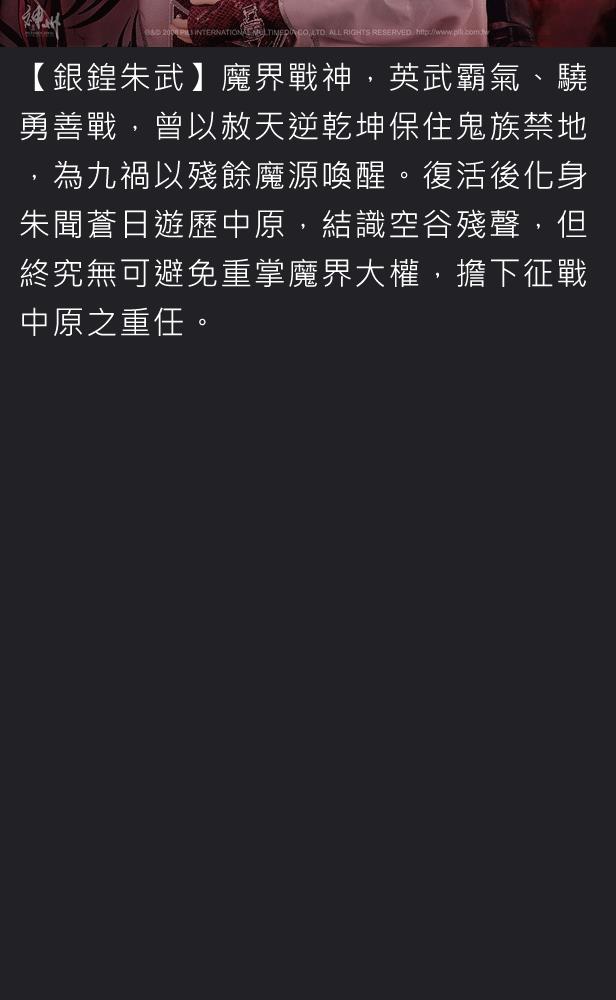 神州
©&® 2008 PILI INTERNATIONAL MULTIMEDIA CO., LTD. ALL RIGHTS RESERVED. http://www.pili.com.tw
【銀鍠朱武】魔界戰神，英武霸氣、驍
勇善戰，曾以赦天逆乾坤保住鬼族禁地
，為九禍以殘餘魔源喚醒。復活後化身
朱聞蒼日遊歷中原，結識空谷殘聲，但
終究無可避免重掌魔界大權，擔下征戰
中原之重任。